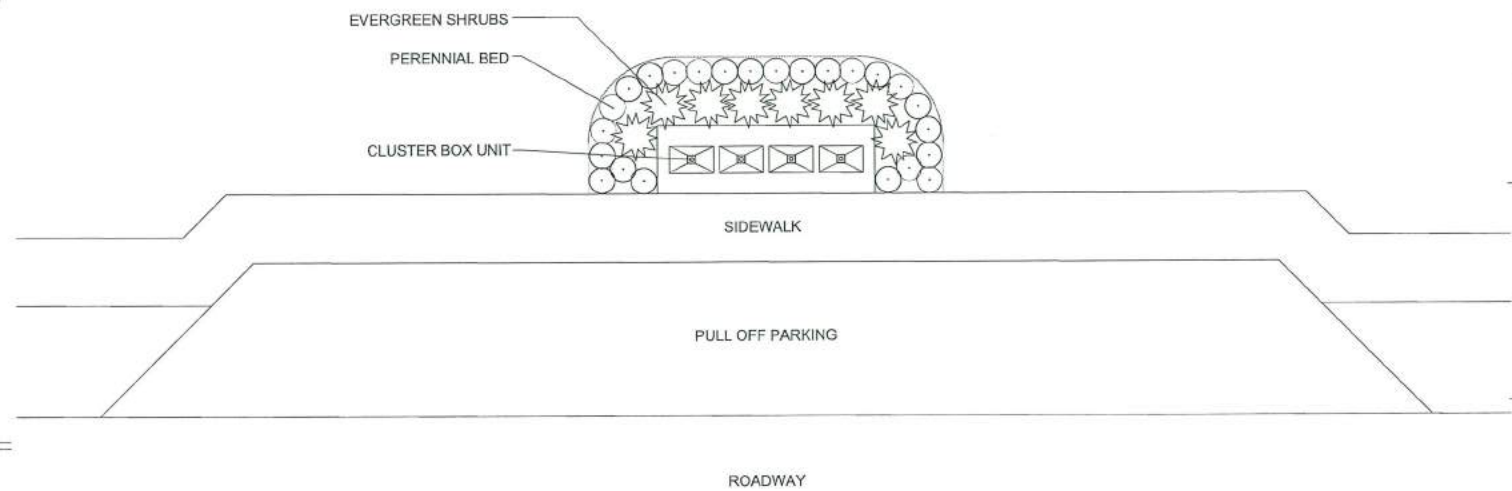 EVERGREEN SHRUBS
PERENNIAL BED
CLUSTER BOX UNIT
SIDEWALK
PULL OFF PARKING
ROADWAY